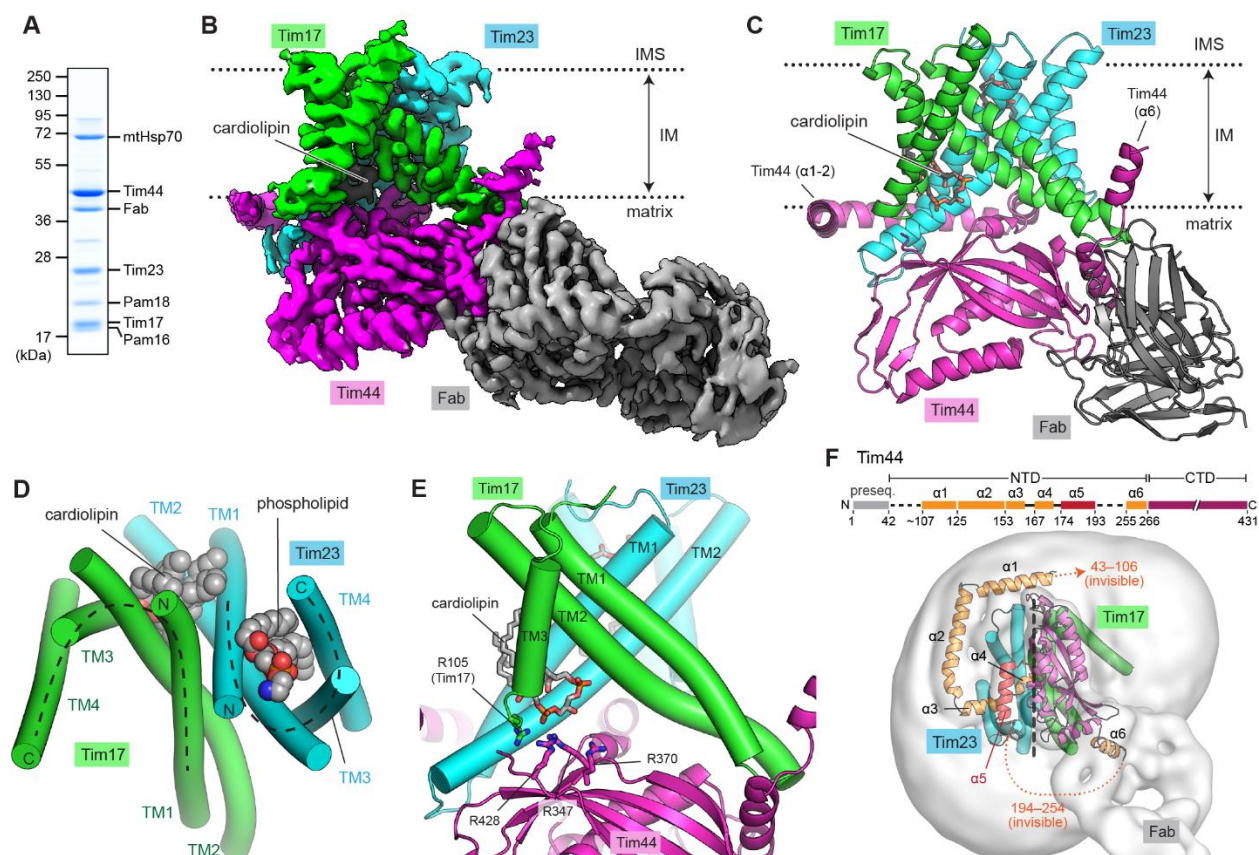 A
250
130
95
72
55
36
28
17
(kDa)
mtHsp70
Tim44
Fab
Tim23
Pam18
Tim17
Pam16
B
Tim17
Tim23
IMS
cardiolipin
IM
matrix
Tim44
Fab
C
Tim17
Tim23
IMS
Tim44
(α6)
cardiolipin
IM
Tim44 (α1-2)
matrix
Tim44
Fab
D
cardiolipin
TM2
TM1
phospholipid
Tim23
N
C
TM4
TM3
TM4
N
C
Tim17
TM3
TM1
TM2
E
Tim17
Tim23
TM1
TM2
TM1
cardiolipin
TM2
TM3
R105
(Tim17)
R370
R428
R347
Tim44
F
Tim44
NTD
CTD
preseq.
α1
α2
α3
α4
α5
α6
N
C
1
42
~107
125
153
167
174
193
255
266
431
α1
43–106
(invisible)
Tim17
α2
α4
α3
α6
Tim23
α5
194–254
(invisible)
Fab